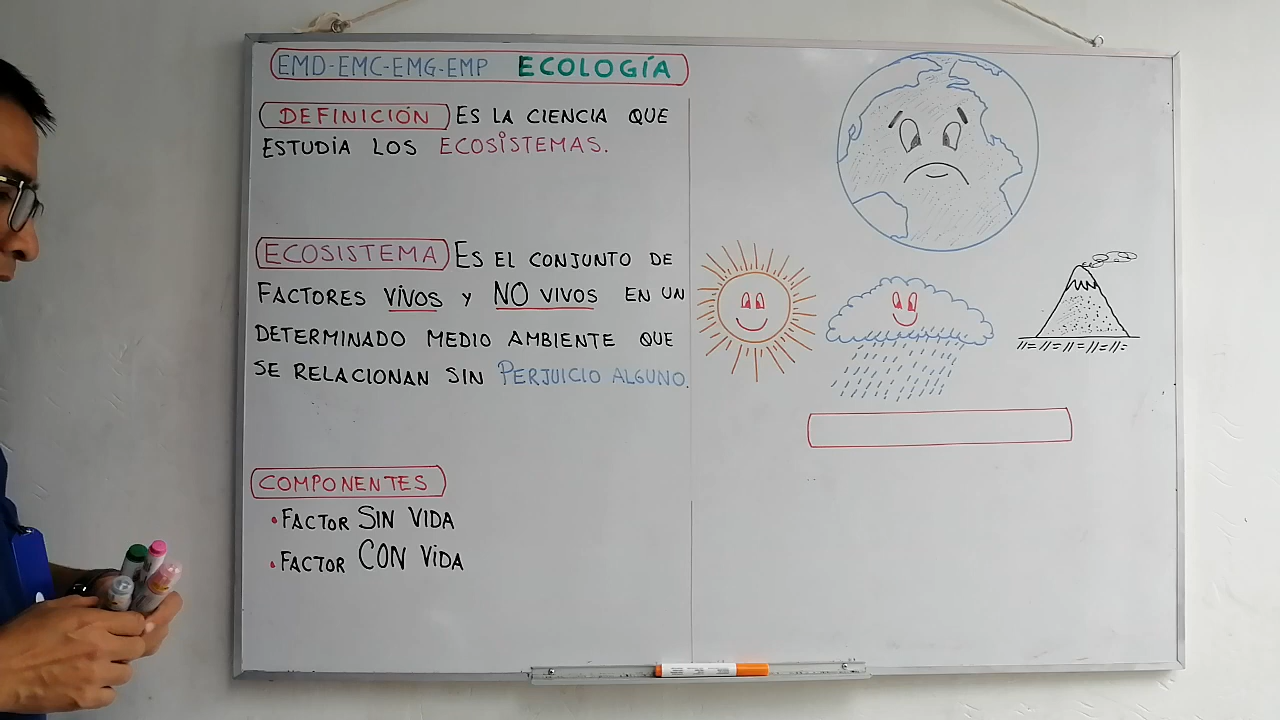 EMD-EMC-EMG-EMP ECOLOGÍA
DEFINICIÓN ES LA CIENCIA QUE
ESTUDIA LOS ECOSISTEMAS.
ECOSISTEMA ES EL CONJUNTO DE
FACTORES VIVOS Y NO VIVOS EN UN
DETERMINADO MEDIO AMBIENTE QUE
SE RELACIONAN SIN PERJUICIO ALGUNO.
COMPONENTES
• FACTOR SIN VIDA
• FACTOR CON VIDA